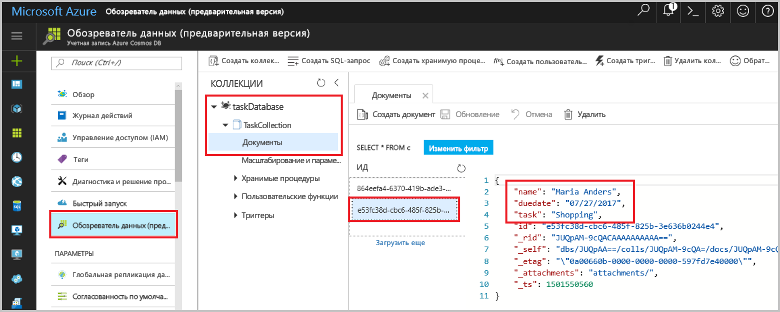 Microsoft Azure
1
Обозреватель данных (предварительная версия)
Учетная запись Azure Cosmos DB
Поиск (Ctrl+/)
Обзор
Журнал действий
Управление доступом (IAM)
Теги
Диагностика и решение про...
Быстрый запуск
Обозреватель данных (пред...
ПАРАМЕТРЫ
Глобальная репликация да...
Согласованность по умолча...
Создать коллек... Создать SQL-запрос Создать хранимую проце... Создать пользователь... Создать триг... Удалить кол... Обрат...
КОЛЛЕКЦИИ
taskDatabase
TaskCollection
Документы
Масштабирование и параме...
Хранимые процедуры
Пользовательские функции
Триггеры
Документы
Создать документ Обновление Отмена Удалить
SELECT * FROM c Изменить фильтр
ИД
864eefa4-6370-419b-ade3-...
e53fc38d-cbc6-485f-825b-...
Загрузить еще
1 {
2 "name": "Maria Anders",
3 "duedate": "07/27/2017",
4 "task": "Shopping",
5 "id": "e53fc38d-cbc6-485f-825b-3e636b0244e4",
6 "_rid": "JUQpAM-9cQACAAAAAAAAAA==",
7 "_self": "dbs/JUQpAA==/colls/JUQpAM-9cQA=/docs/JUQpAM-9cQ
8 "_etag": "\"0a00660b-0000-0000-0000-597fd7e40000\"",
9 "_attachments": "attachments/",
10 "_ts": 1501550560
11 }